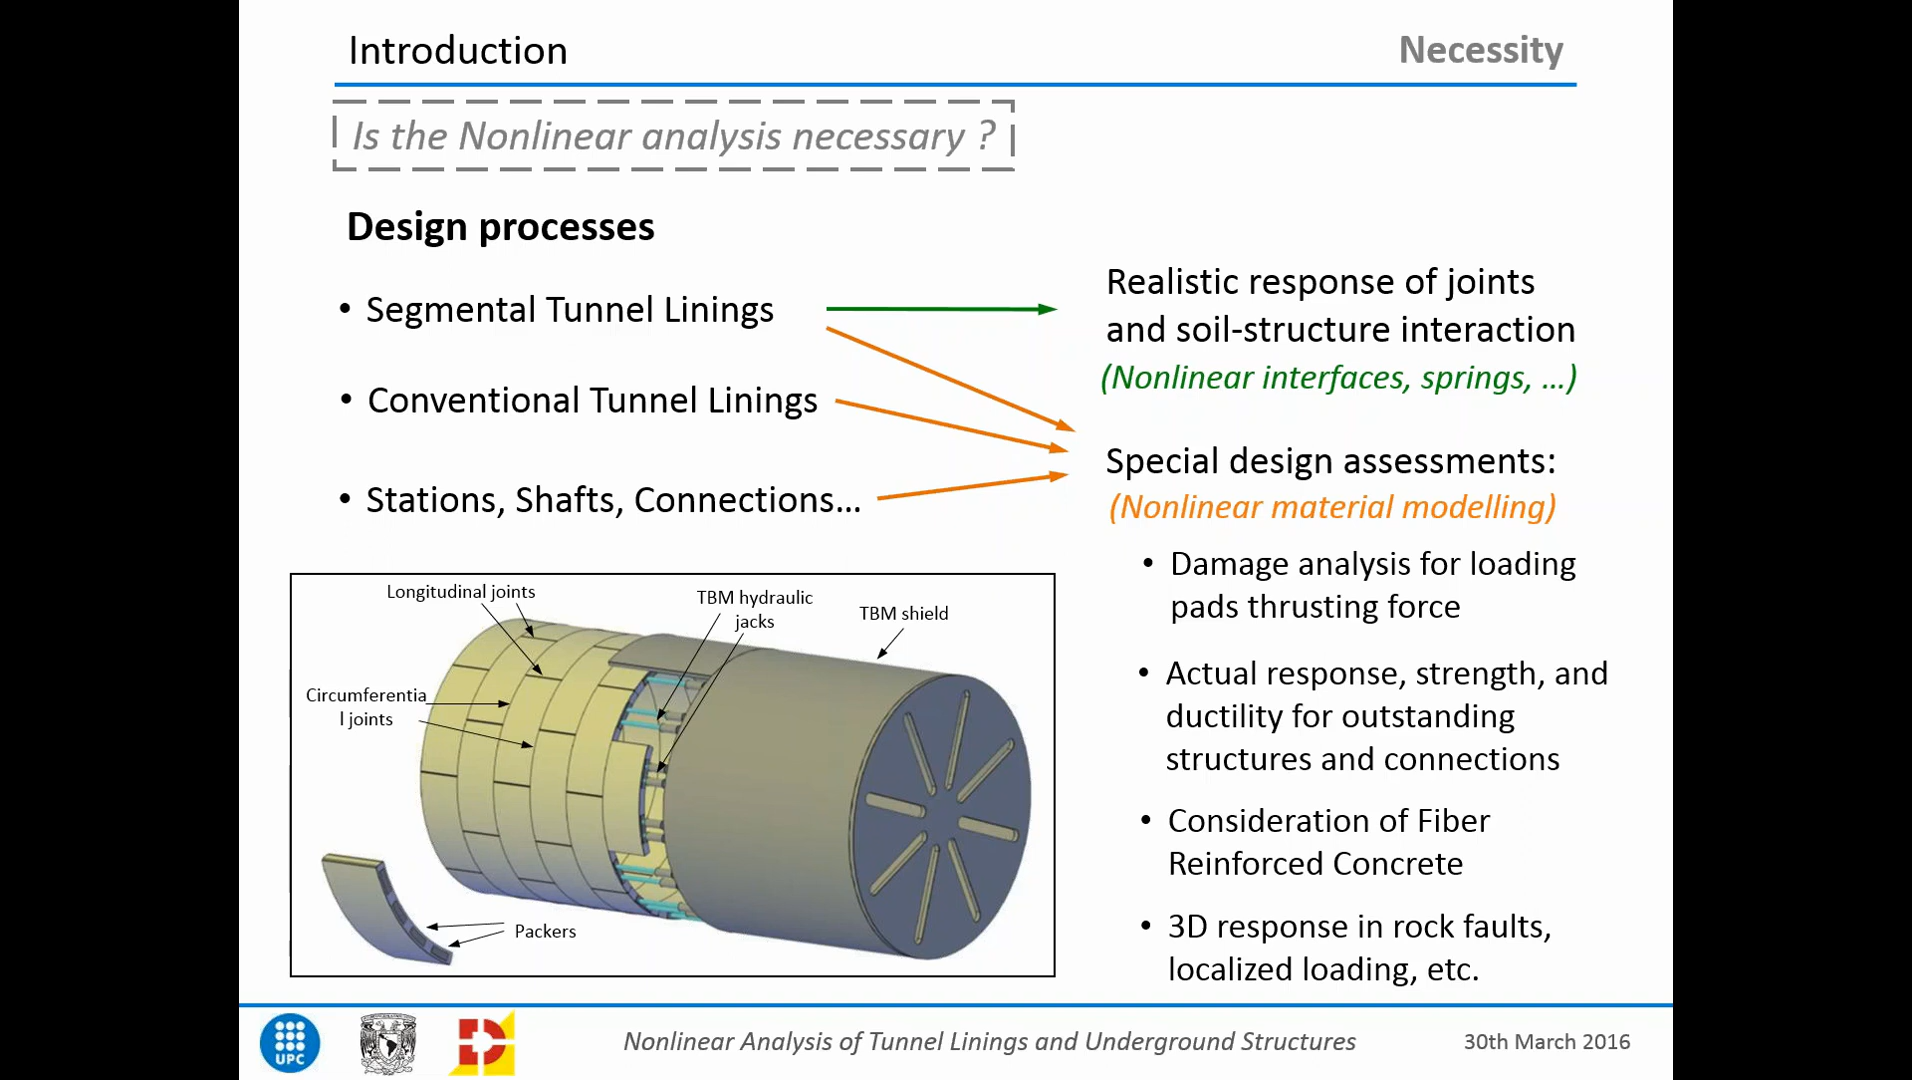 Introduction
Necessity
Is the Nonlinear analysis necessary ?
Design processes
• Segmental Tunnel Linings
• Conventional Tunnel Linings
• Stations, Shafts, Connections...
Realistic response of joints
and soil-structure interaction
(Nonlinear interfaces, springs, ...)
Special design assessments:
(Nonlinear material modelling)
• Damage analysis for loading
pads thrusting force
• Actual response, strength, and
ductility for outstanding
structures and connections
• Consideration of Fiber
Reinforced Concrete
• 3D response in rock faults,
localized loading, etc.
Longitudinal joints
TBM hydraulic
jacks
TBM shield
Circumferentia
l joints
Packers
UPC
Nonlinear Analysis of Tunnel Linings and Underground Structures
30th March 2016